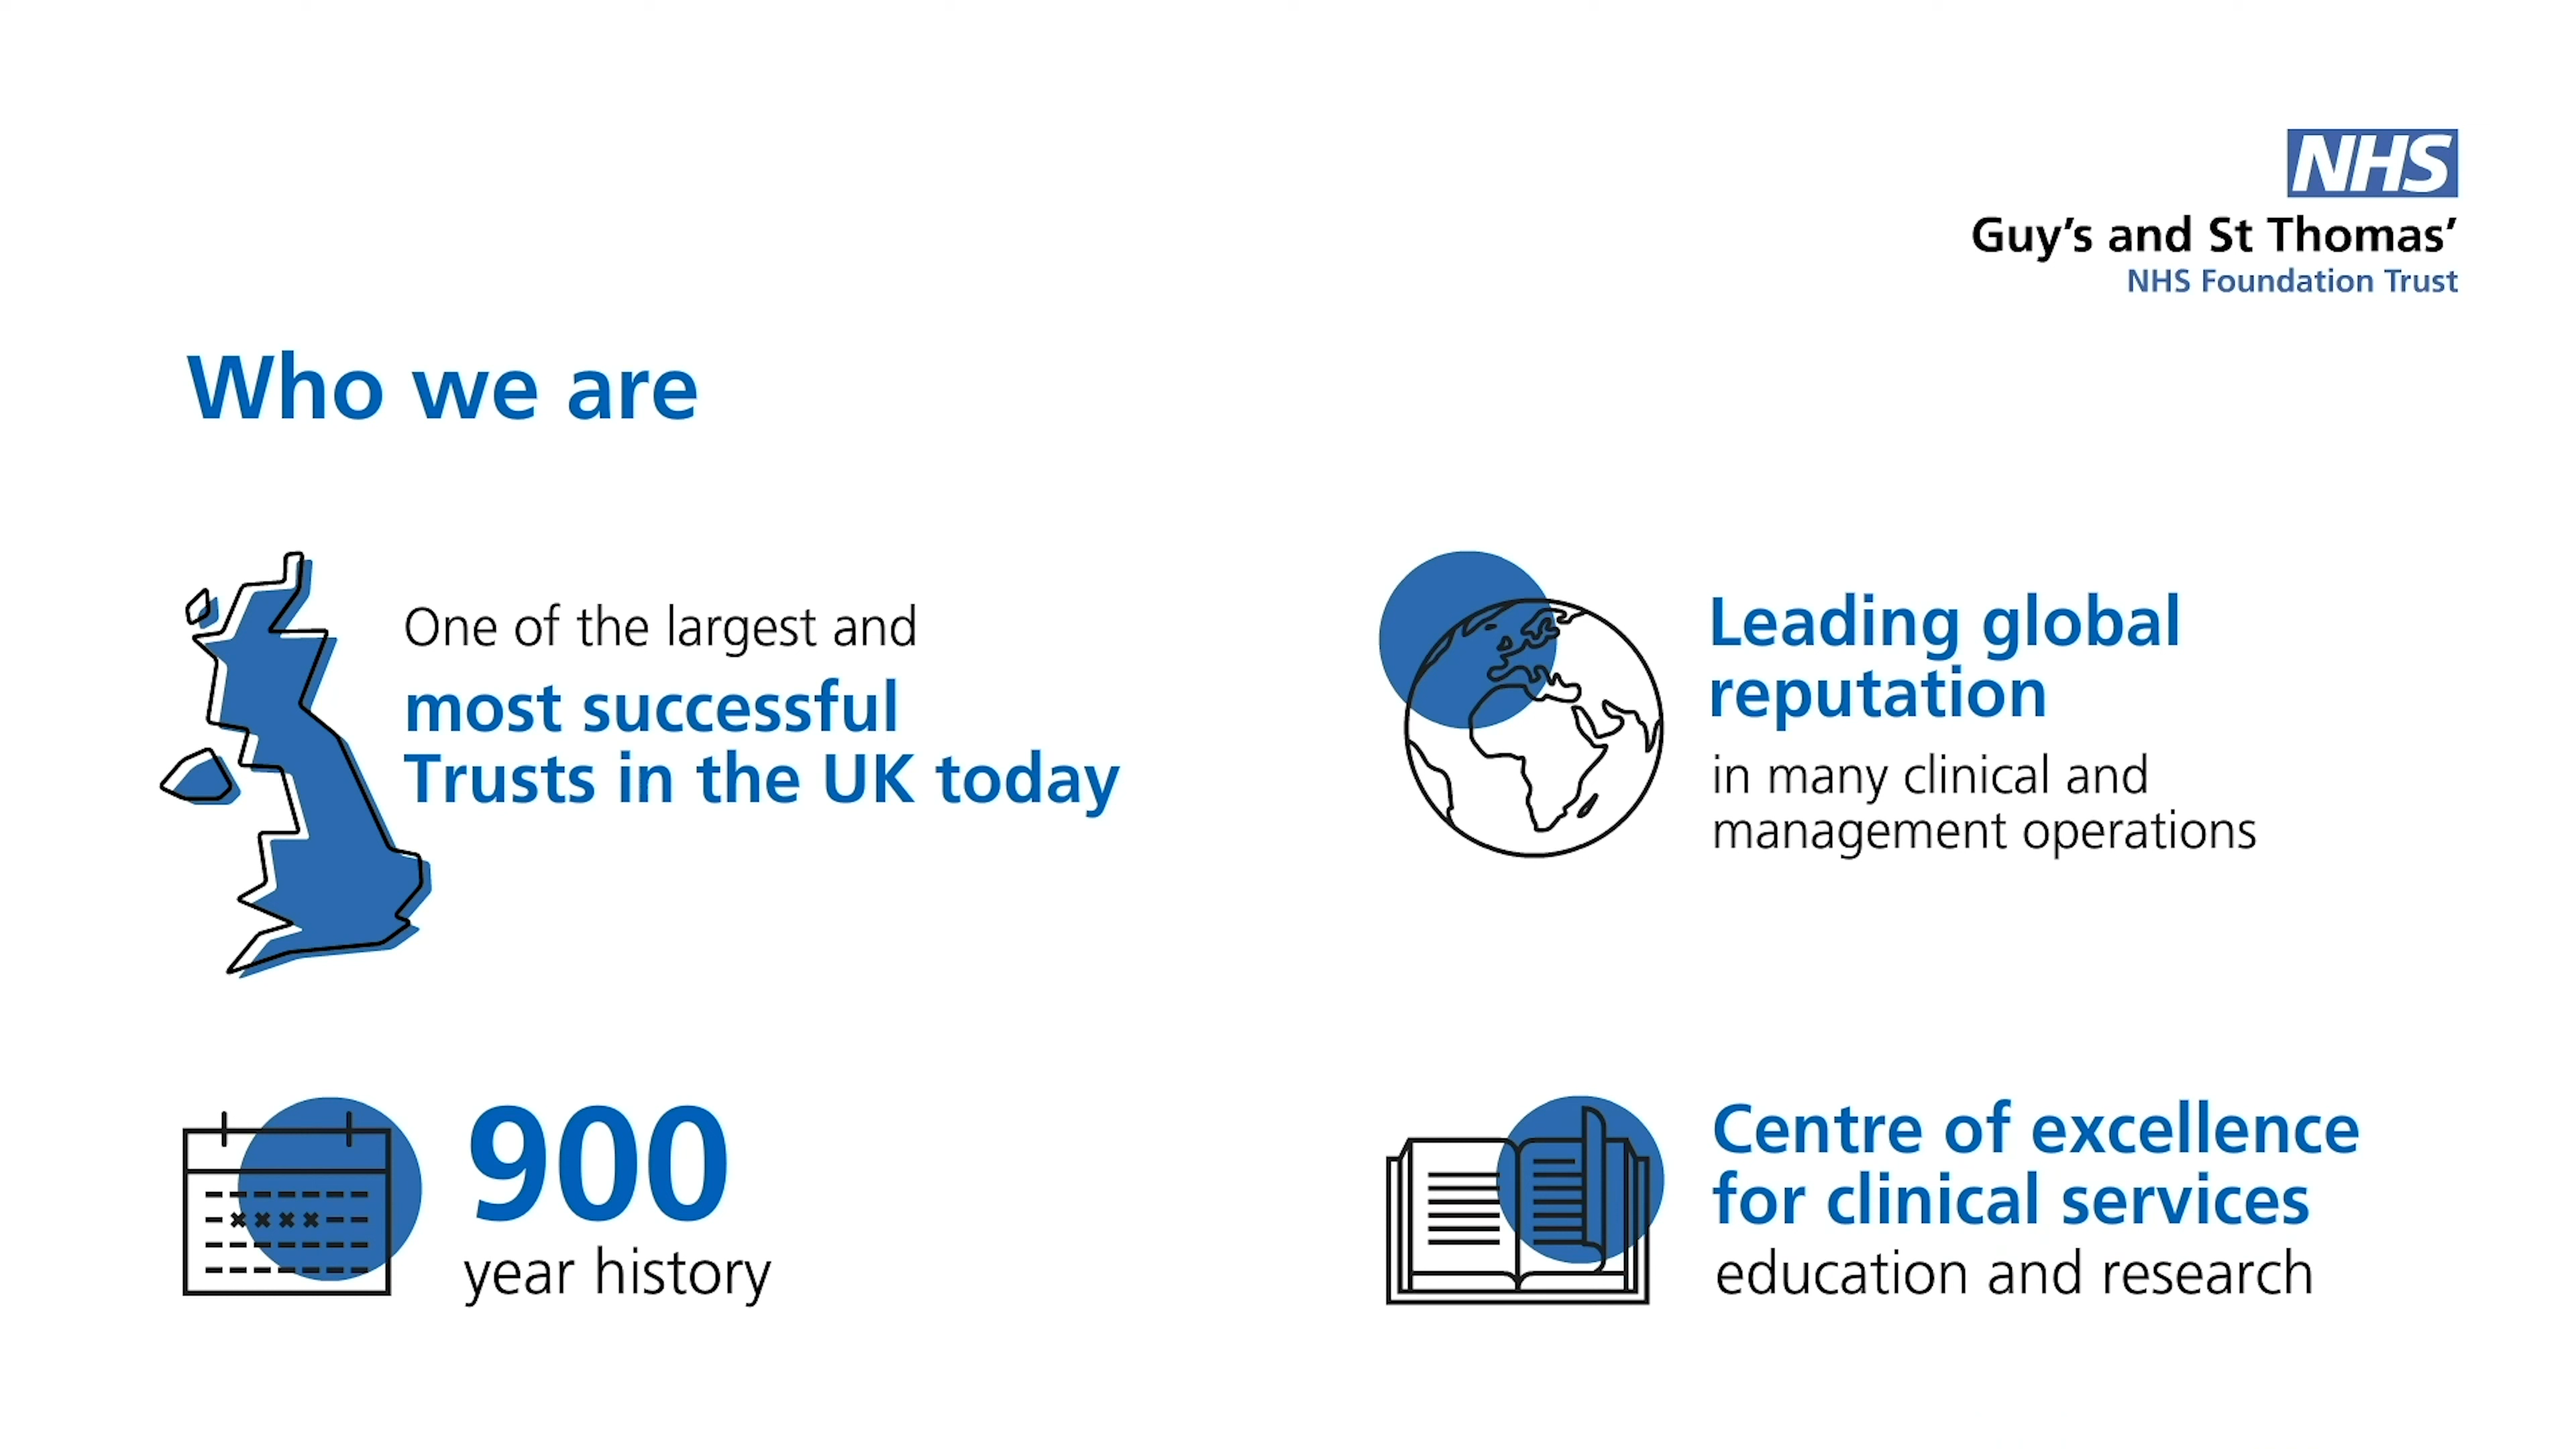 NHS
Guy's and St Thomas'
NHS Foundation Trust
Who we are
One of the largest and
most successful
Trusts in the UK today
Leading global
reputation
in many clinical and
management operations
900
year history
Centre of excellence
for clinical services
education and research